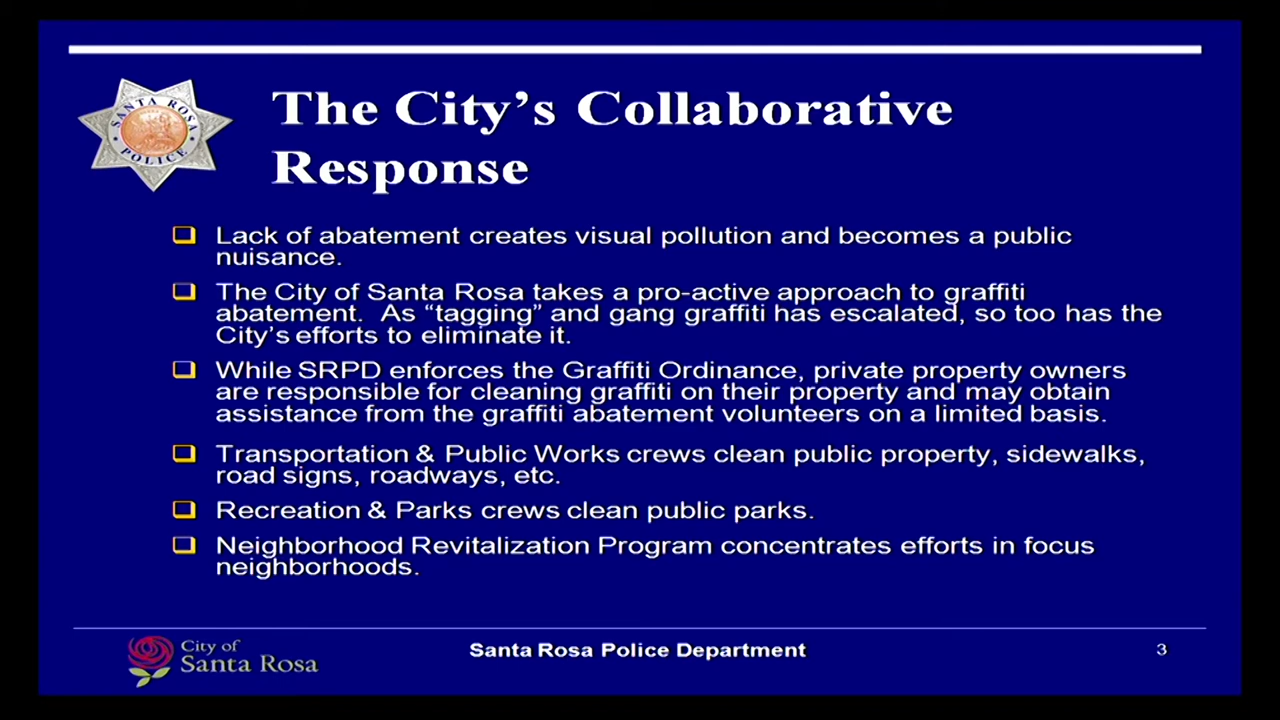 SANTA ROSA
POLICE
The City’s Collaborative
Response
Lack of abatement creates visual pollution and becomes a public
nuisance.
The City of Santa Rosa takes a pro-active approach to graffiti
abatement.  As “tagging” and gang graffiti has escalated, so too has the
City’s efforts to eliminate it.
While SRPD enforces the Graffiti Ordinance, private property owners
are responsible for cleaning graffiti on their property and may obtain
assistance from the graffiti abatement volunteers on a limited basis.
Transportation & Public Works crews clean public property, sidewalks,
road signs, roadways, etc.
Recreation & Parks crews clean public parks.
Neighborhood Revitalization Program concentrates efforts in focus
neighborhoods.
City of
Santa Rosa
Santa Rosa Police Department
3